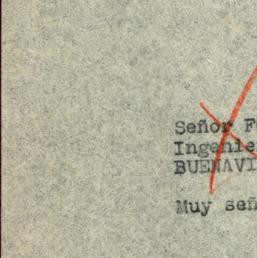 Señor F
Ingenie
BUENAVI
Muy señ